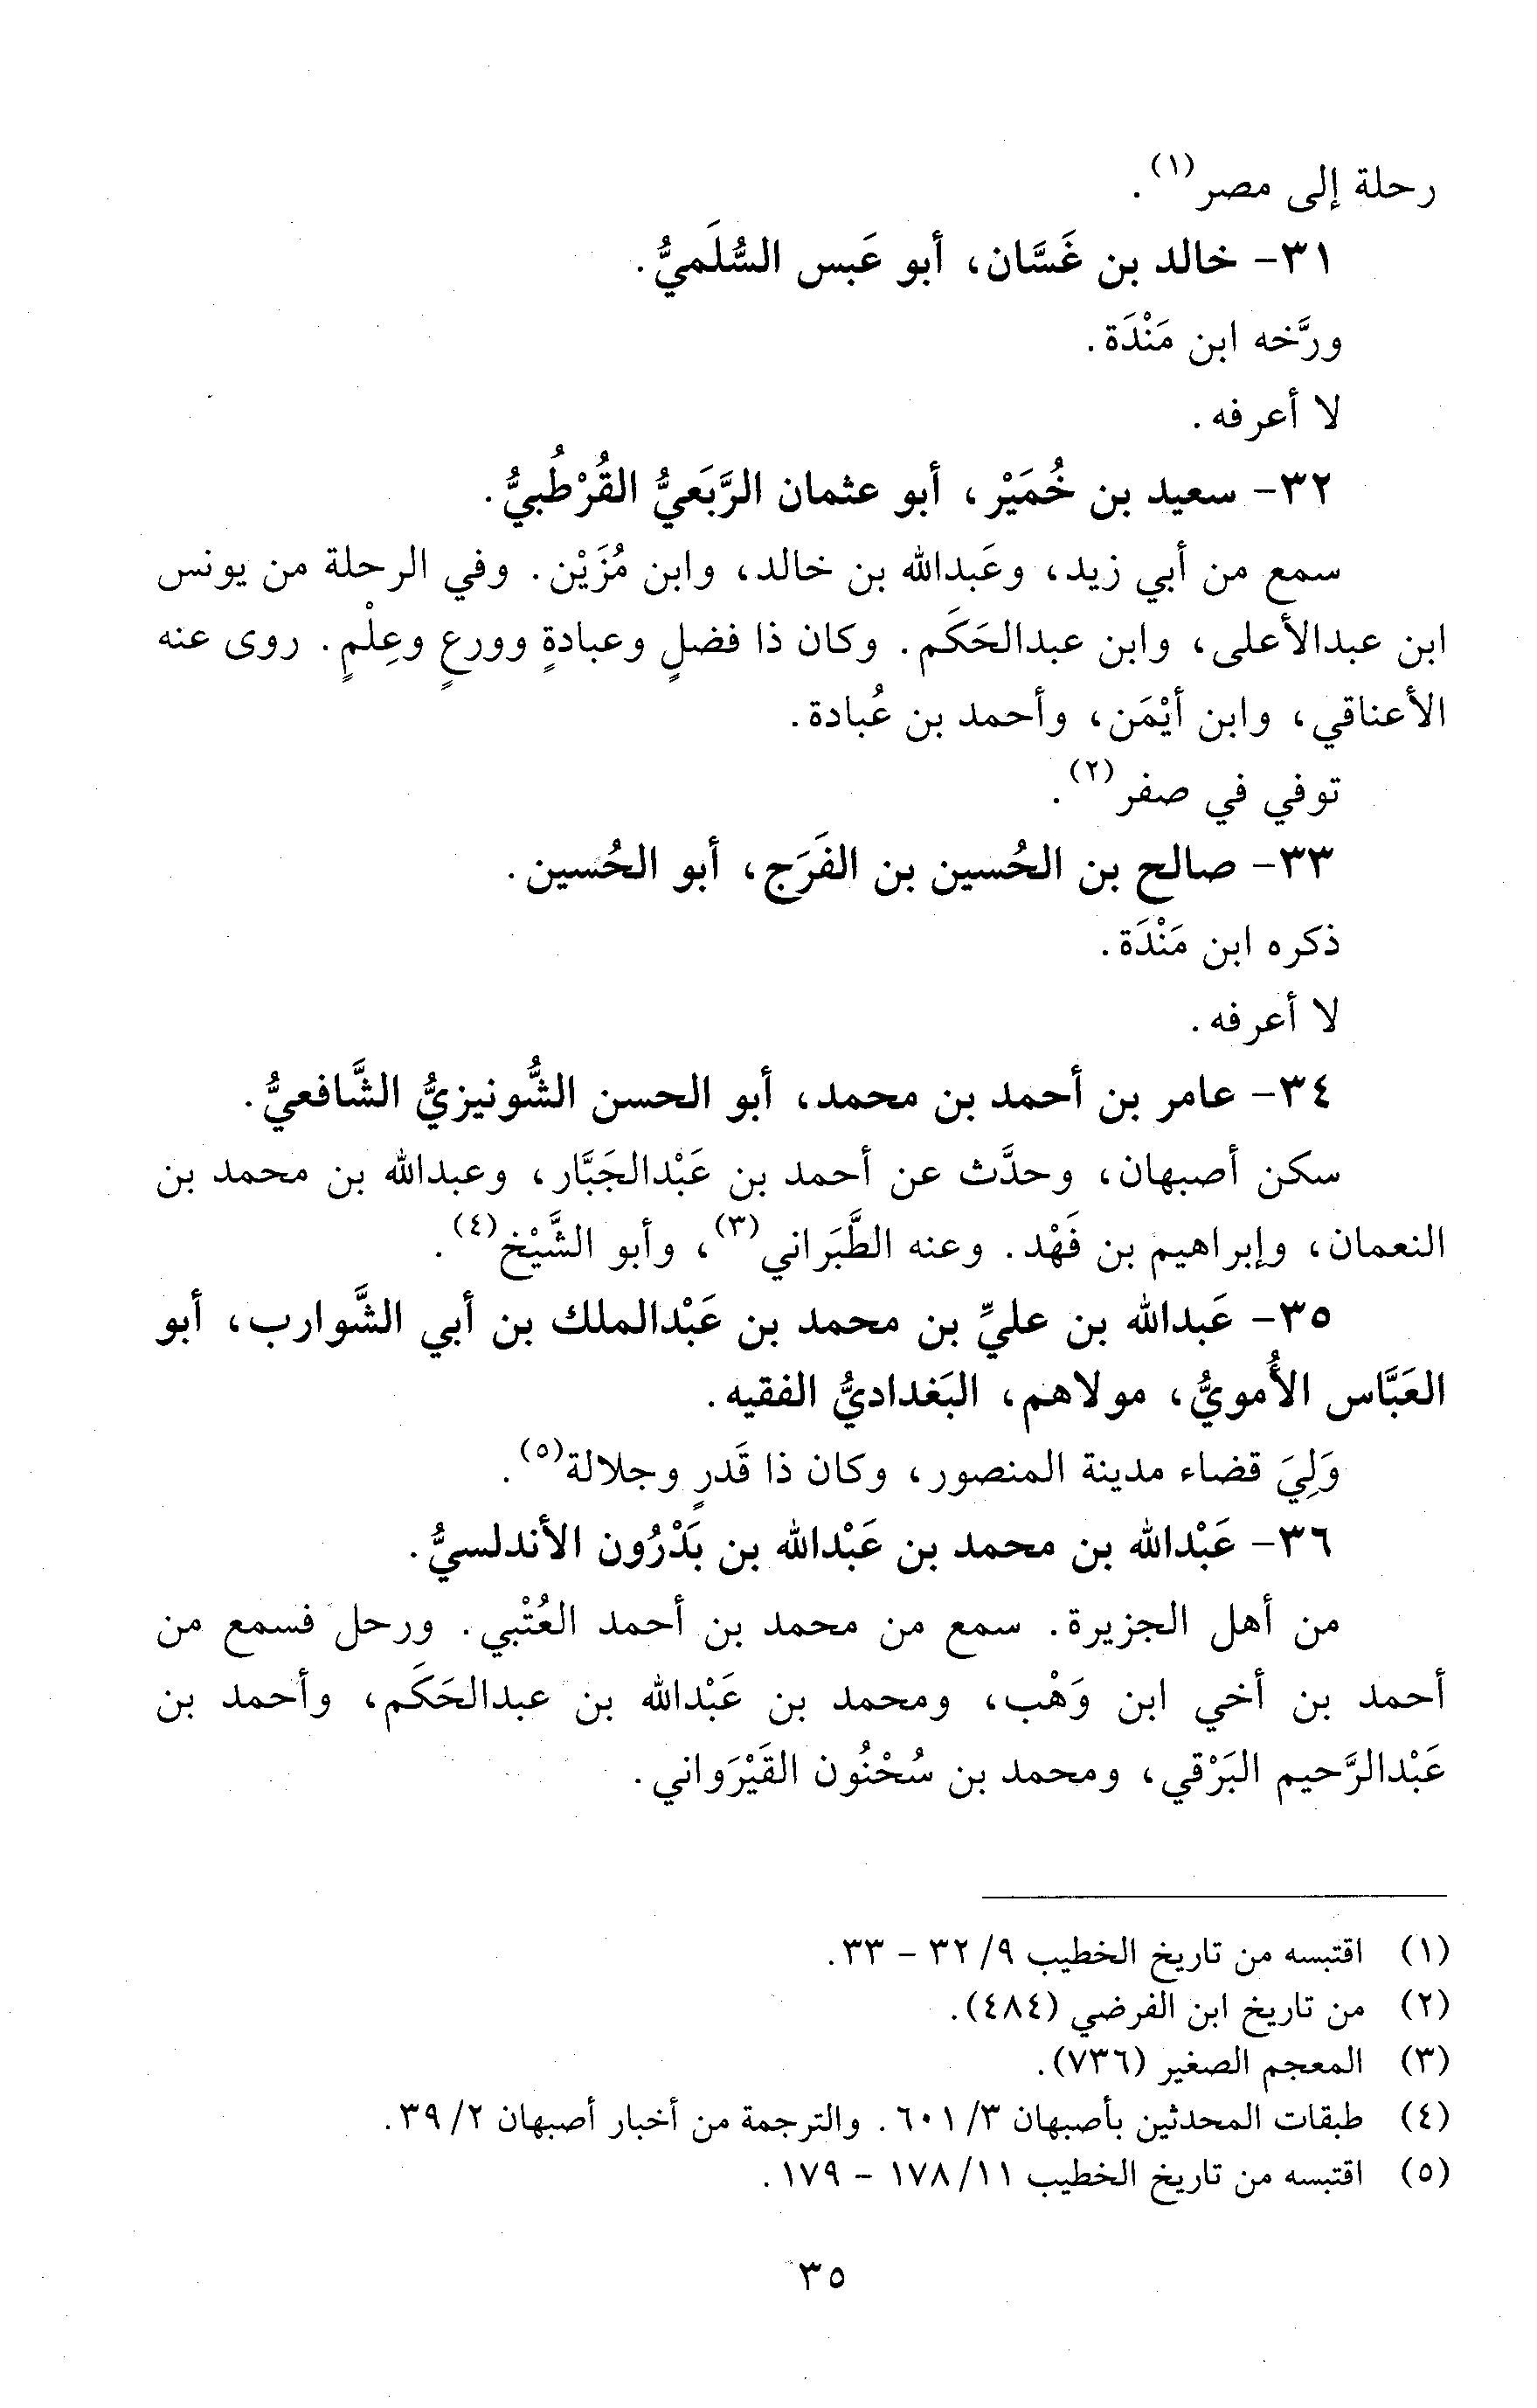 رحلة إلى مصر(١).
٣١- خالد بن غَسَّان، أبو عَبس السُّلَميُّ.
ورَّخه ابن مَنْدَة.
لا أعرفه.
٣٢- سعيد بن خُمَيْر، أبو عثمان الرَّبَعيُّ القُرْطُبيُّ.
سمع من أبي زيد، وعَبدالله بن خالد، وابن مُزَيْن. وفي الرحلة من يونس
ابن عبدالأعلى، وابن عبدالحَكَم. وكان ذا فضلٍ وعبادةٍ وورعٍ وعِلْمٍ. روى عنه
الأعناقي، وابن أيْمَن، وأحمد بن عُبادة.
توفي في صفر(٢).
٣٣- صالح بن الحُسين بن الفَرَج، أبو الحُسين.
ذكره ابن مَنْدَة.
لا أعرفه.
٣٤- عامر بن أحمد بن محمد، أبو الحسن الشُّونيزيُّ الشَّافعيُّ.
سكن أصبهان، وحدَّث عن أحمد بن عَبْدالجَبَّار، وعبدالله بن محمد بن
النعمان، وإبراهيم بن فَهْد. وعنه الطَّبَراني(٣)، وأبو الشَّيْخ(٤).
٣٥- عَبدالله بن عليِّ بن محمد بن عَبْدالملك بن أبي الشَّوارب، أبو
العَبَّاس الأُمويُّ، مولاهم، البَغداديُّ الفقيه.
وَلِيَ قضاء مدينة المنصور، وكان ذا قَدرٍ وجلالة(٥).
٣٦- عَبْدالله بن محمد بن عَبْدالله بن بَدْرُون الأندلسيُّ.
من أهل الجزيرة. سمع من محمد بن أحمد العُتْبي. ورحل فسمع من
أحمد بن أخي ابن وَهْب، ومحمد بن عَبْدالله بن عبدالحَكَم، وأحمد بن
عَبْدالرَّحيم البَرْقي، ومحمد بن سُحْنُون القَيْرَواني.
(١) اقتبسه من تاريخ الخطيب ٩/ ٣٢ - ٣٣.
(٢) من تاريخ ابن الفرضي (٤٨٤).
(٣) المعجم الصغير (٧٣٦).
(٤) طبقات المحدثين بأصبهان ٣/ ٦٠١. والترجمة من أخبار أصبهان ٢/ ٣٩.
(٥) اقتبسه من تاريخ الخطيب ١١/ ١٧٨ - ١٧٩.
٣٥